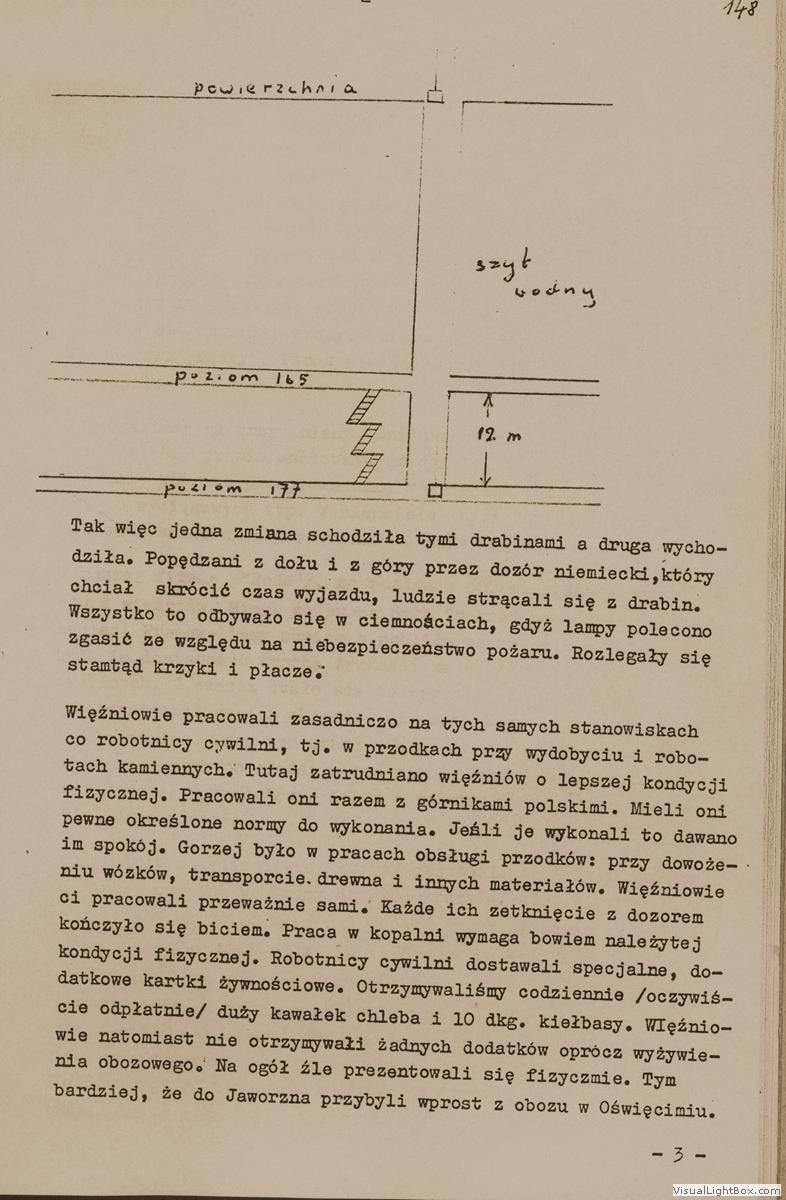 148
powierzchnia
szyt
wodny
poziom 165
12 m
poziom 177
Tak więc jedna zmiana schodziła tymi drabinami a druga wycho-
dziła. Popędzani z dołu i z góry przez dozór niemiecki,który
chciał skrócić czas wyjazdu, ludzie strącali się z drabin.
Wszystko to odbywało się w ciemnościach, gdyż lampy polecono
zgasić ze względu na niebezpieczeństwo pożaru. Rozlegały się
stamtąd krzyki i płacze.
Więźniowie pracowali zasadniczo na tych samych stanowiskach
co robotnicy cywilni, tj. w przodkach przy wydobyciu i robo-
tach kamiennych. Tutaj zatrudniano więźniów o lepszej kondycji
fizycznej. Pracowali oni razem z górnikami polskimi. Mieli oni
pewne określone normy do wykonania. Jeśli je wykonali to dawano
im spokój. Gorzej było w pracach obsługi przodków: przy dowoże-
niu wózków, transporcie drewna i innych materiałów. Więźniowie
ci pracowali przeważnie sami. Każde ich zetknięcie z dozorem
kończyło się biciem. Praca w kopalni wymaga bowiem należytej
kondycji fizycznej. Robotnicy cywilni dostawali specjalne, do-
datkowe kartki żywnościowe. Otrzymywaliśmy codziennie /oczywiś-
cie odpłatnie/ duży kawałek chleba i 10 dkg. kiełbasy. WIęźnio-
wie natomiast nie otrzymywałi żadnych dodatków oprócz wyżywie-
nia obozowego. Na ogół źle prezentowali się fizyczmie. Tym
bardziej, że do Jaworzna przybyli wprost z obozu w Oświęcimiu.
- 3 -
VisualLightBox.com